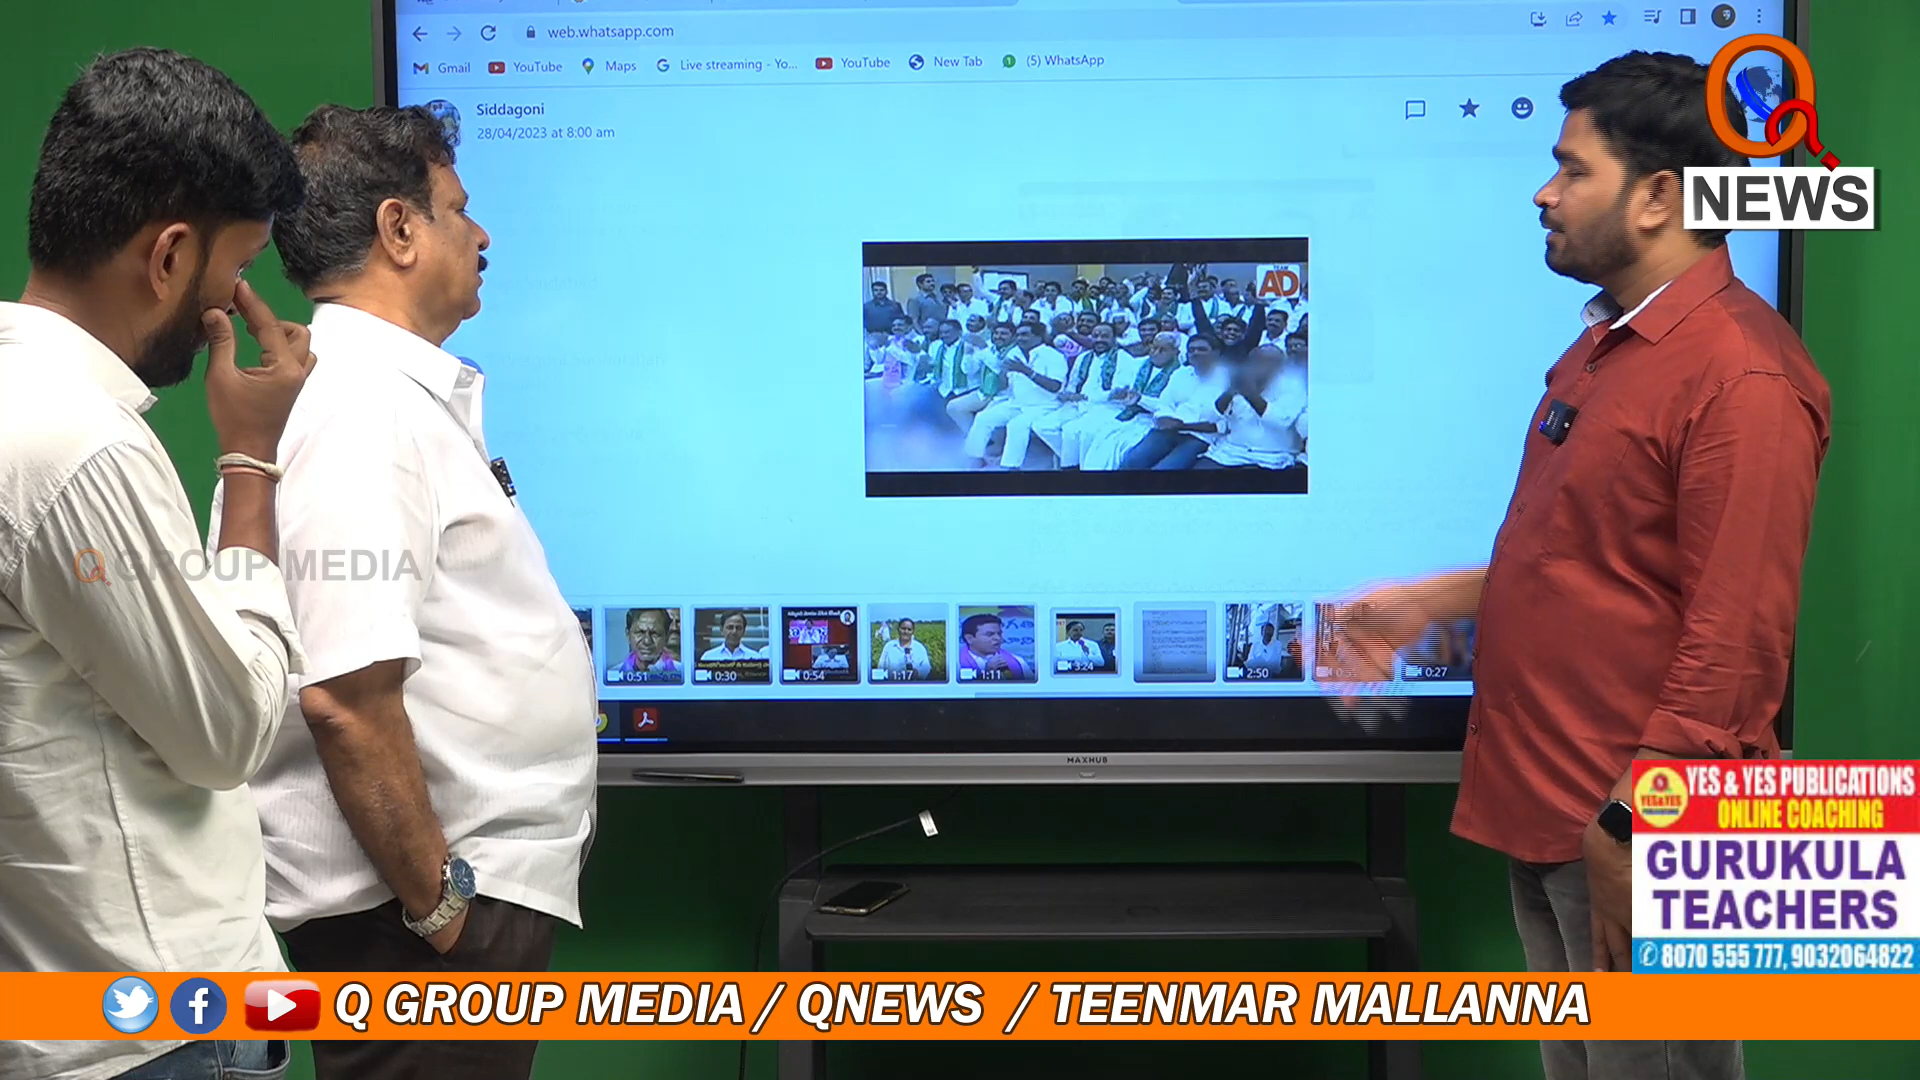 web.whatsapp.com
Gmail YouTube Maps Live streaming - Yo... YouTube New Tab (5) WhatsApp
Siddagoni
28/04/2023 at 8:00 am
NEWS
TEAM
AD
Q GROUP MEDIA
0:51 0:30 0:54 1:17 1:11 3:24 2:50 0:27
MAXHUB
YES & YES PUBLICATIONS
ONLINE COACHING
GURUKULA
TEACHERS
8070 555 777, 9032064822
Q GROUP MEDIA / QNEWS / TEENMAR MALLANNA